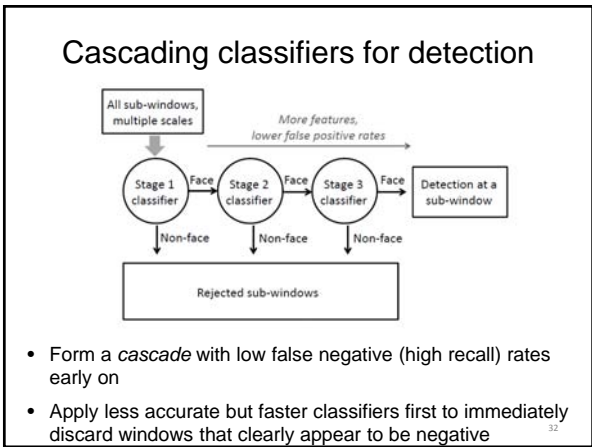 Cascading classifiers for detection
All sub-windows,
multiple scales
More features,
lower false positive rates
Stage 1
classifier
Face
Stage 2
classifier
Face
Stage 3
classifier
Face
Detection at a
sub-window
Non-face
Non-face
Non-face
Rejected sub-windows
• Form a cascade with low false negative (high recall) rates
early on
• Apply less accurate but faster classifiers first to immediately
discard windows that clearly appear to be negative
32